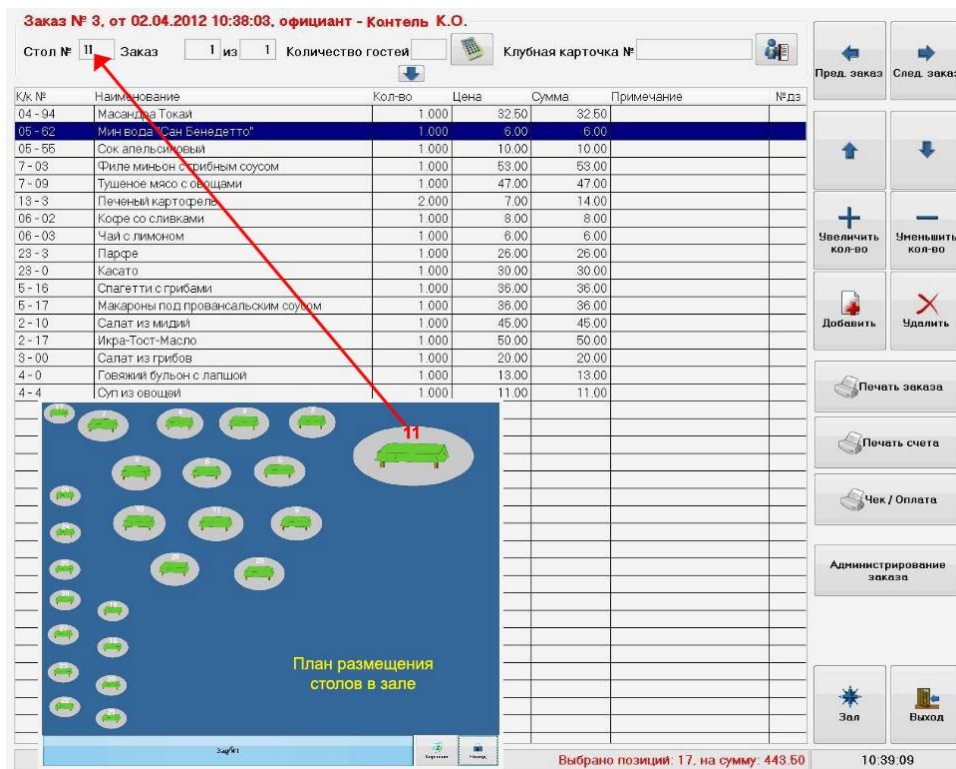 Заказ № 3, от 02.04.2012 10:38:03, официант - Контель К.О.
Стол № 11 Заказ 1 из 1 Количество гостей Клубная карточка №
Пред. заказ След. заказ
К/к № Наименование Кол-во Цена Сумма Примечание №дз
04 - 94 Масандра Токай 1.000 32.50 32.50
05 - 62 Мин вода "Сан Бенедетто" 1.000 6.00 6.00
05 - 55 Сок апельсиновый 1.000 10.00 10.00
7 - 03 Филе миньон с грибным соусом 1.000 53.00 53.00
7 - 09 Тушеное мясо с овощами 1.000 47.00 47.00
13 - 3 Печеный картофель 2.000 7.00 14.00
06 - 02 Кофе со сливками 1.000 8.00 8.00
06 - 03 Чай с лимоном 1.000 6.00 6.00
23 - 3 Парфе 1.000 26.00 26.00
23 - 0 Касато 1.000 30.00 30.00
5 - 16 Спагетти с грибами 1.000 36.00 36.00
5 - 17 Макароны под провансальским соусом 1.000 36.00 36.00
2 - 10 Салат из мидий 1.000 45.00 45.00
2 - 17 Икра-Тост-Масло 1.000 50.00 50.00
3 - 00 Салат из грибов 1.000 20.00 20.00
4 - 0 Говяжий бульон с лапшой 1.000 13.00 13.00
4 - 4 Суп из овощей 1.000 11.00 11.00
Увеличить кол-во Уменьшить кол-во
Добавить Удалить
Печать заказа
Печать счета
Чек / Оплата
Администрирование
заказа
11
План размещения
столов в зале
Зал Выход
Выбрано позиций: 17, на сумму: 443.50 10:39:09